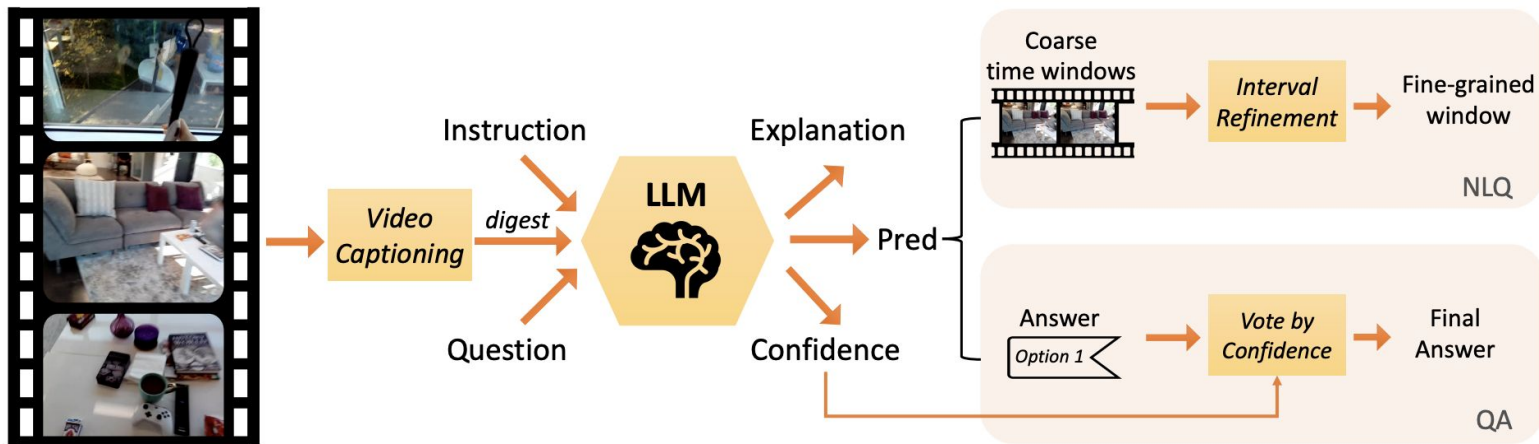 Video
Captioning
digest
Instruction
Question
LLM
Explanation
Pred
Confidence
Coarse
time windows
Interval
Refinement
Fine-grained
window
NLQ
Answer
Option 1
Vote by
Confidence
Final
Answer
QA